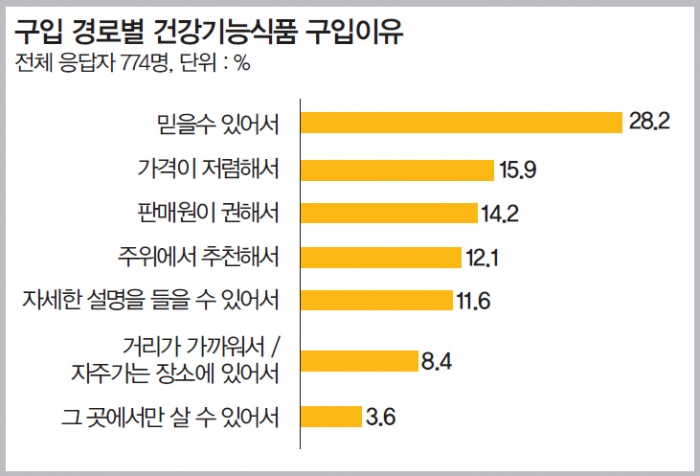 구입 경로별 건강기능식품 구입이유
전체 응답자 774명, 단위 : %
믿을수 있어서 28.2
가격이 저렴해서 15.9
판매원이 권해서 14.2
주위에서 추천해서 12.1
자세한 설명을 들을 수 있어서 11.6
거리가 가까워서 /
자주가는 장소에 있어서 8.4
그 곳에서만 살 수 있어서 3.6